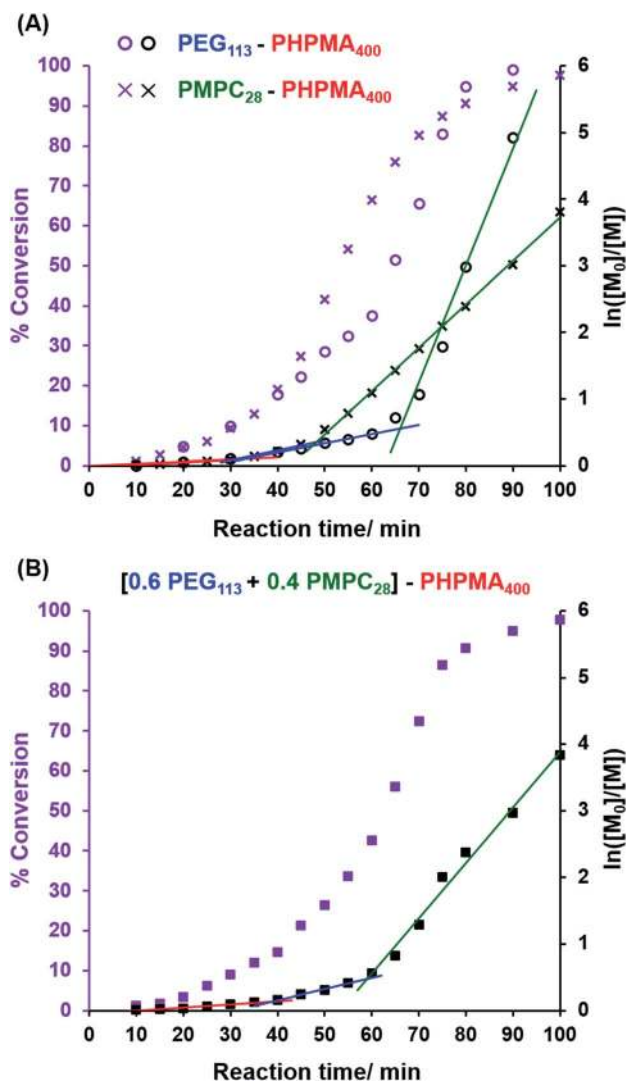 (A)
PEG₁₁₃ - PHPMA₄₀₀
PMPC₂₈ - PHPMA₄₀₀
100
90
80
70
60
50
40
30
20
10
0
% Conversion
6
5
4
3
2
1
0
ln([M₀]/[M])
0 10 20 30 40 50 60 70 80 90 100
Reaction time/ min
(B)
[0.6 PEG₁₁₃ + 0.4 PMPC₂₈] - PHPMA₄₀₀
100
90
80
70
60
50
40
30
20
10
0
% Conversion
6
5
4
3
2
1
0
ln([M₀]/[M])
0 10 20 30 40 50 60 70 80 90 100
Reaction time/ min